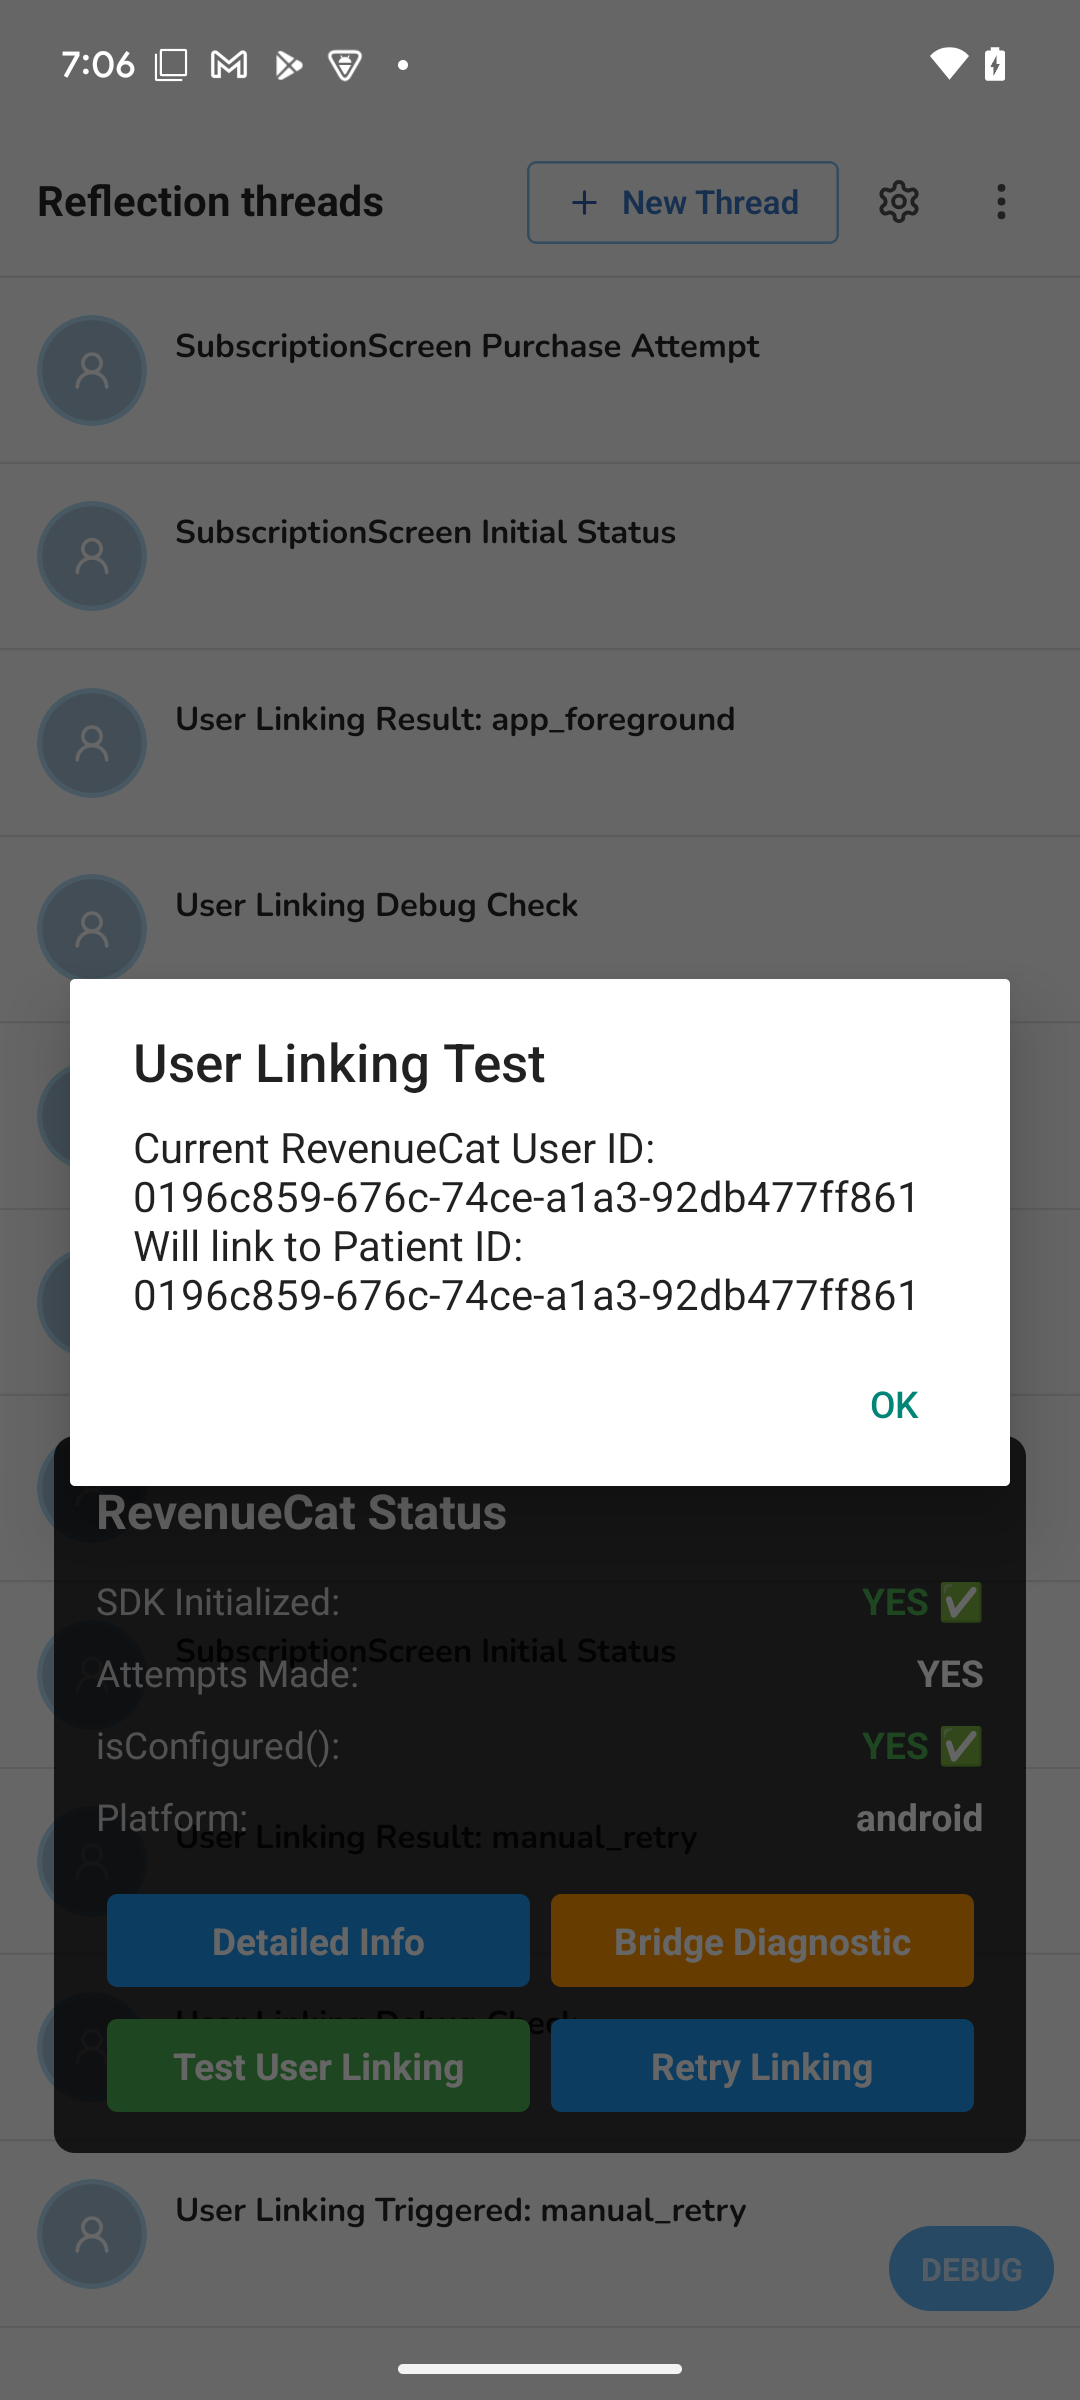 7:06
Reflection threads
+ New Thread
SubscriptionScreen Purchase Attempt
SubscriptionScreen Initial Status
User Linking Result: app_foreground
User Linking Debug Check
User Linking Test
Current RevenueCat User ID:
0196c859-676c-74ce-a1a3-92db477ff861
Will link to Patient ID:
0196c859-676c-74ce-a1a3-92db477ff861
OK
RevenueCat Status
SDK Initialized: YES ✅
SubscriptionScreen Initial Status
Attempts Made: YES
isConfigured(): YES ✅
Platform: android
User Linking Result: manual_retry
Detailed Info
Bridge Diagnostic
User Linking Debug Check
Test User Linking
Retry Linking
User Linking Triggered: manual_retry
DEBUG